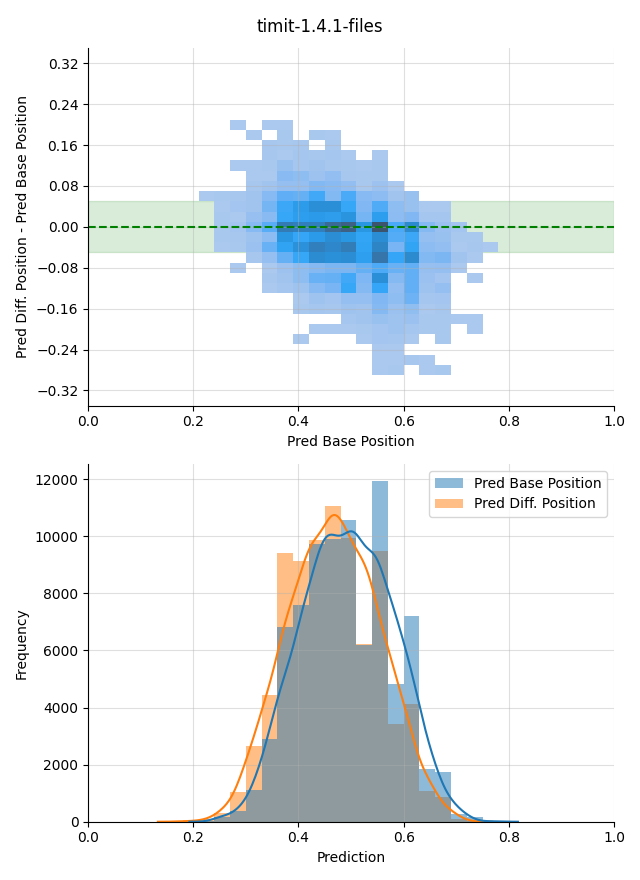 timit-1.4.1-files
Pred Diff. Position - Pred Base Position
0.32
0.24
0.16
0.08
0.00
−0.08
−0.16
−0.24
−0.32
0.0 0.2 0.4 0.6 0.8 1.0
Pred Base Position
Frequency
12000
10000
8000
6000
4000
2000
0
Pred Base Position
Pred Diff. Position
0.0 0.2 0.4 0.6 0.8 1.0
Prediction